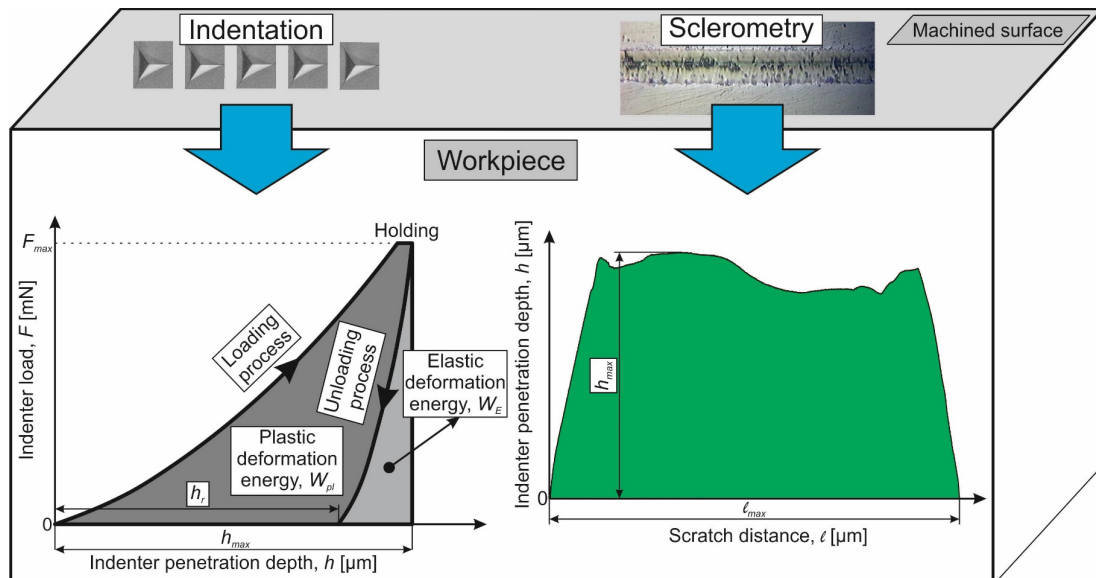 Indentation
Sclerometry
Machined surface
Workpiece
Holding
F_max
Indenter load, F [mN]
Loading
process
Unloading
process
Elastic
deformation
energy, W_E
Plastic
deformation
energy, W_pl
h_r
0
h_max
Indenter penetration depth, h [µm]
Indenter penetration depth, h [µm]
h_max
0
ℓ_max
Scratch distance, ℓ [µm]